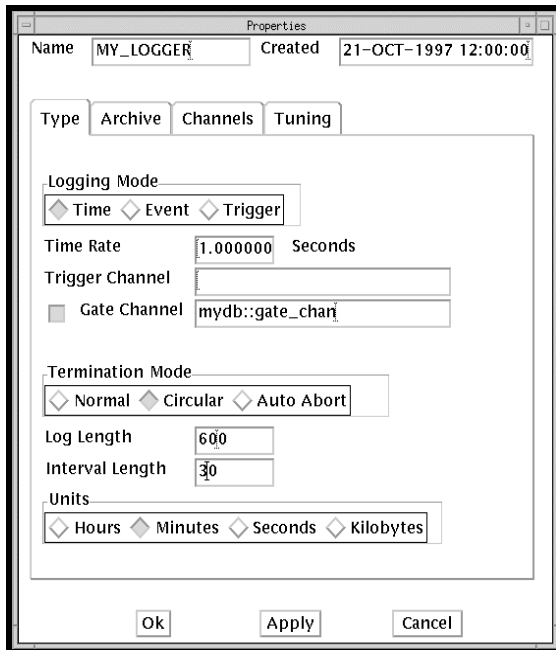 Properties
Name MY_LOGGER Created 21-OCT-1997 12:00:00
Type Archive Channels Tuning
Logging Mode
Time Event Trigger
Time Rate 1.000000 Seconds
Trigger Channel
Gate Channel mydb::gate_chan
Termination Mode
Normal Circular Auto Abort
Log Length 600
Interval Length 30
Units
Hours Minutes Seconds Kilobytes
Ok Apply Cancel